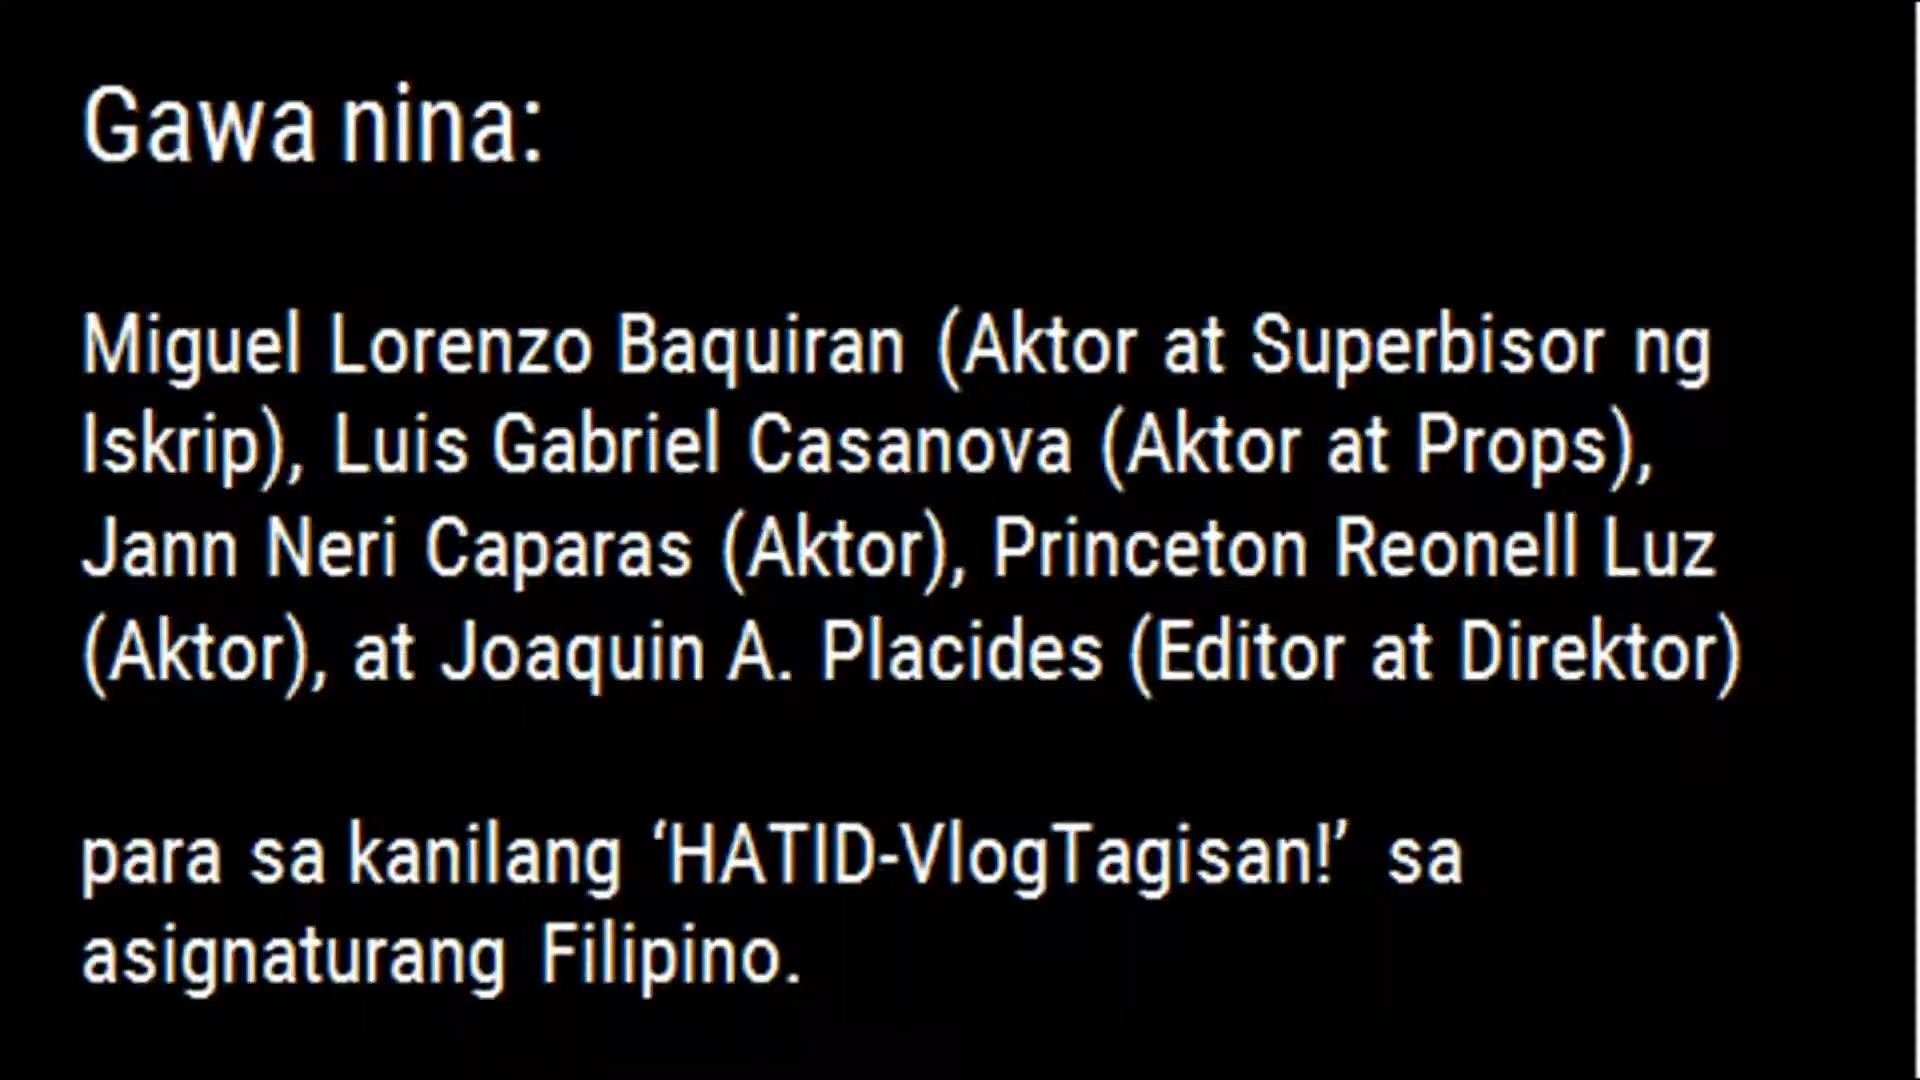 Gawa nina:
Miguel Lorenzo Baquiran (Aktor at Superbisor ng
Iskrip), Luis Gabriel Casanova (Aktor at Props),
Jann Neri Caparas (Aktor), Princeton Reonell Luz
(Aktor), at Joaquin A. Placides (Editor at Direktor)
para sa kanilang ‘HATID-VlogTagisan!’ sa
asignaturang Filipino.